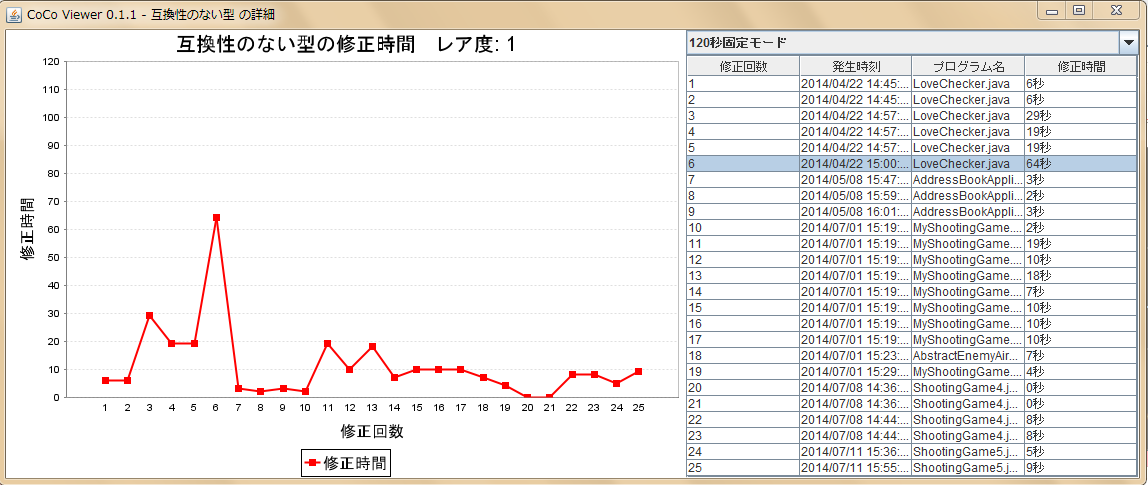 CoCo Viewer 0.1.1 - 互換性のない型 の詳細
互換性のない型の修正時間 レア度: 1
120
110
100
90
80
70
60
50
40
30
20
10
0
修正時間
1 2 3 4 5 6 7 8 9 10 11 12 13 14 15 16 17 18 19 20 21 22 23 24 25
修正回数
修正時間
120秒固定モード
修正回数 発生時刻 プログラム名 修正時間
1 2014/04/22 14:45:... LoveChecker.java 6秒
2 2014/04/22 14:45:... LoveChecker.java 6秒
3 2014/04/22 14:57:... LoveChecker.java 29秒
4 2014/04/22 14:57:... LoveChecker.java 19秒
5 2014/04/22 14:57:... LoveChecker.java 19秒
6 2014/04/22 15:00:... LoveChecker.java 64秒
7 2014/05/08 15:47:... AddressBookAppli... 3秒
8 2014/05/08 15:59:... AddressBookAppli... 2秒
9 2014/05/08 16:01:... AddressBookAppli... 3秒
10 2014/07/01 15:19:... MyShootingGame.... 2秒
11 2014/07/01 15:19:... MyShootingGame.... 19秒
12 2014/07/01 15:19:... MyShootingGame.... 10秒
13 2014/07/01 15:19:... MyShootingGame.... 18秒
14 2014/07/01 15:19:... MyShootingGame.... 7秒
15 2014/07/01 15:19:... MyShootingGame.... 10秒
16 2014/07/01 15:19:... MyShootingGame.... 10秒
17 2014/07/01 15:19:... MyShootingGame.... 10秒
18 2014/07/01 15:23:... AbstractEnemyAir... 7秒
19 2014/07/01 15:29:... MyShootingGame.... 4秒
20 2014/07/08 14:36:... ShootingGame4.j... 0秒
21 2014/07/08 14:36:... ShootingGame4.j... 0秒
22 2014/07/08 14:44:... ShootingGame4.j... 8秒
23 2014/07/08 14:44:... ShootingGame4.j... 8秒
24 2014/07/11 15:36:... ShootingGame5.j... 5秒
25 2014/07/11 15:55:... ShootingGame5.j... 9秒